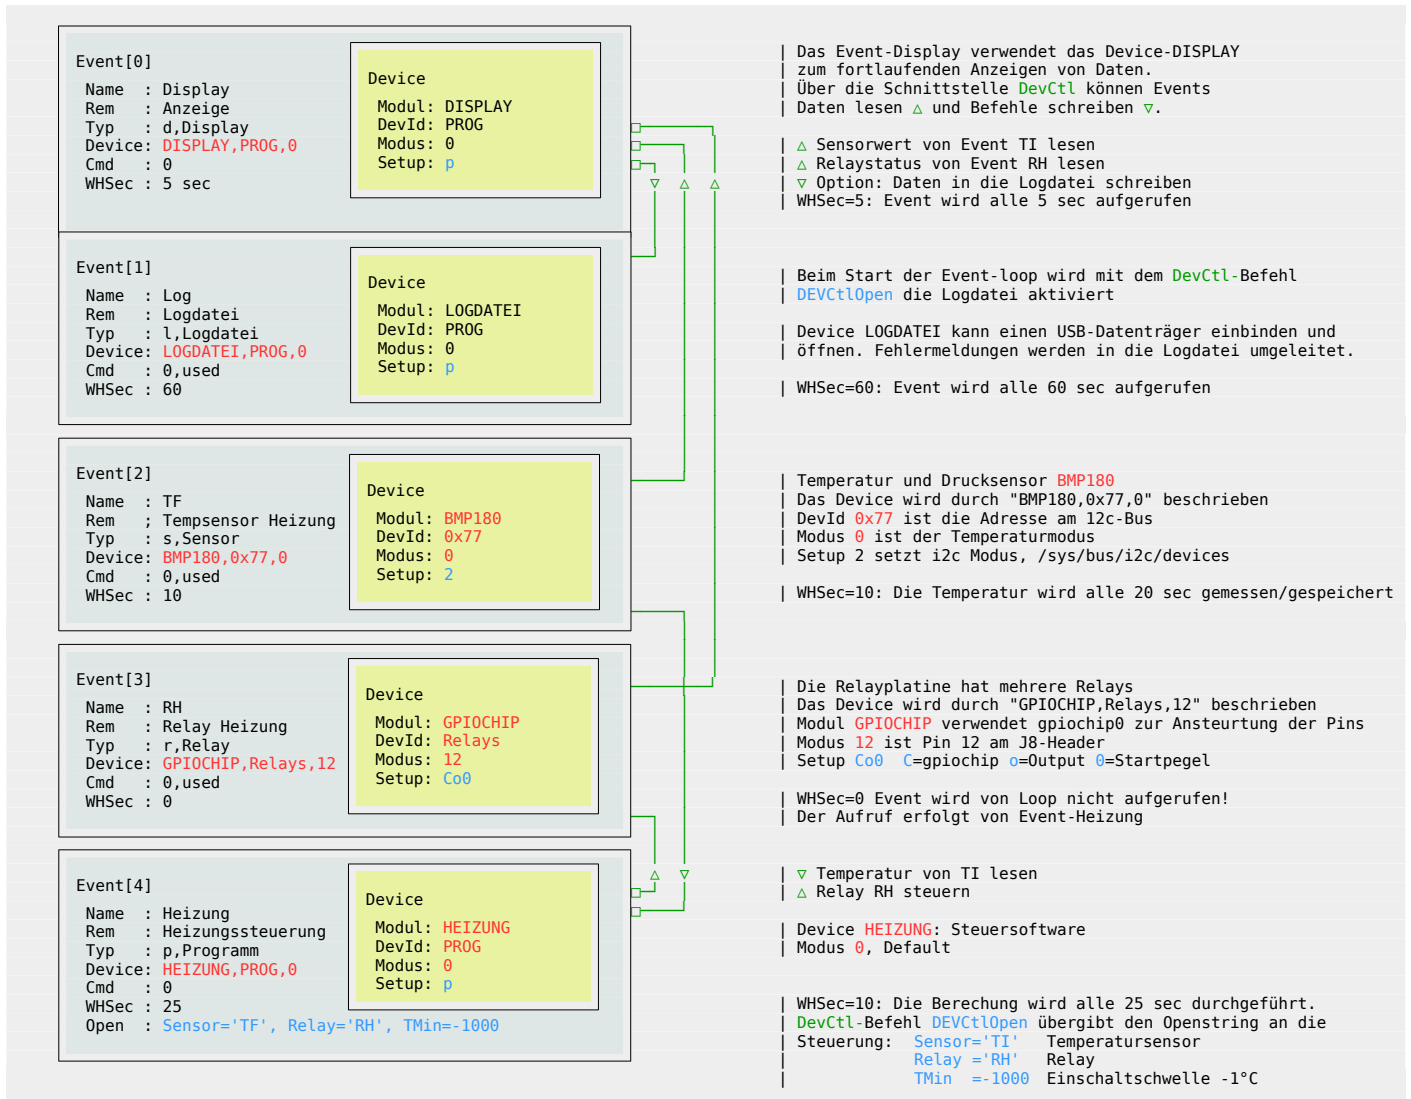 Event[0]
Name  : Display
Rem   : Anzeige
Typ   : d,Display
Device: DISPLAY,PROG,0
Cmd   : 0
WHSec : 5 sec
Device
Modul: DISPLAY
DevId: PROG
Modus: 0
Setup: p
| Das Event-Display verwendet das Device-DISPLAY
| zum fortlaufenden Anzeigen von Daten.
| Über die Schnittstelle DevCtl können Events
| Daten lesen △ und Befehle schreiben ▽.
| △ Sensorwert von Event TI lesen
| △ Relaystatus von Event RH lesen
| ▽ Option: Daten in die Logdatei schreiben
| WHSec=5: Event wird alle 5 sec aufgerufen
Event[1]
Name  : Log
Rem   : Logdatei
Typ   : l,Logdatei
Device: LOGDATEI,PROG,0
Cmd   : 0,used
WHSec : 60
Device
Modul: LOGDATEI
DevId: PROG
Modus: 0
Setup: p
| Beim Start der Event-loop wird mit dem DevCtl-Befehl
| DEVCtlOpen die Logdatei aktiviert
| Device LOGDATEI kann einen USB-Datenträger einbinden und
| öffnen. Fehlermeldungen werden in die Logdatei umgeleitet.
| WHSec=60: Event wird alle 60 sec aufgerufen
Event[2]
Name  : TF
Rem   ; Tempsensor Heizung
Typ   : s,Sensor
Device: BMP180,0x77,0
Cmd   : 0,used
WHSec : 10
Device
Modul: BMP180
DevId: 0x77
Modus: 0
Setup: 2
| Temperatur und Drucksensor BMP180
| Das Device wird durch "BMP180,0x77,0" beschrieben
| DevId 0x77 ist die Adresse am 12c-Bus
| Modus 0 ist der Temperaturmodus
| Setup 2 setzt i2c Modus, /sys/bus/i2c/devices
| WHSec=10: Die Temperatur wird alle 20 sec gemessen/gespeichert
Event[3]
Name  : RH
Rem   : Relay Heizung
Typ   : r,Relay
Device: GPIOCHIP,Relays,12
Cmd   : 0,used
WHSec : 0
Device
Modul: GPIOCHIP
DevId: Relays
Modus: 12
Setup: Co0
| Die Relayplatine hat mehrere Relays
| Das Device wird durch "GPIOCHIP,Relays,12" beschrieben
| Modul GPIOCHIP verwendet gpiochip0 zur Ansteurtung der Pins
| Modus 12 ist Pin 12 am J8-Header
| Setup Co0  C=gpiochip o=Output 0=Startpegel
| WHSec=0 Event wird von Loop nicht aufgerufen!
| Der Aufruf erfolgt von Event-Heizung
Event[4]
Name  : Heizung
Rem   : Heizungssteuerung
Typ   : p,Programm
Device: HEIZUNG,PROG,0
Cmd   : 0
WHSec : 25
Open  : Sensor='TF', Relay='RH', TMin=-1000
Device
Modul: HEIZUNG
DevId: PROG
Modus: 0
Setup: p
| ▽ Temperatur von TI lesen
| △ Relay RH steuern
| Device HEIZUNG: Steuersoftware
| Modus 0, Default
| WHSec=10: Die Berechung wird alle 25 sec durchgeführt.
| DevCtl-Befehl DEVCtlOpen übergibt den Openstring an die
| Steuerung:  Sensor='TI'   Temperatursensor
|             Relay ='RH'   Relay
|             TMin  =-1000  Einschaltschwelle -1°C